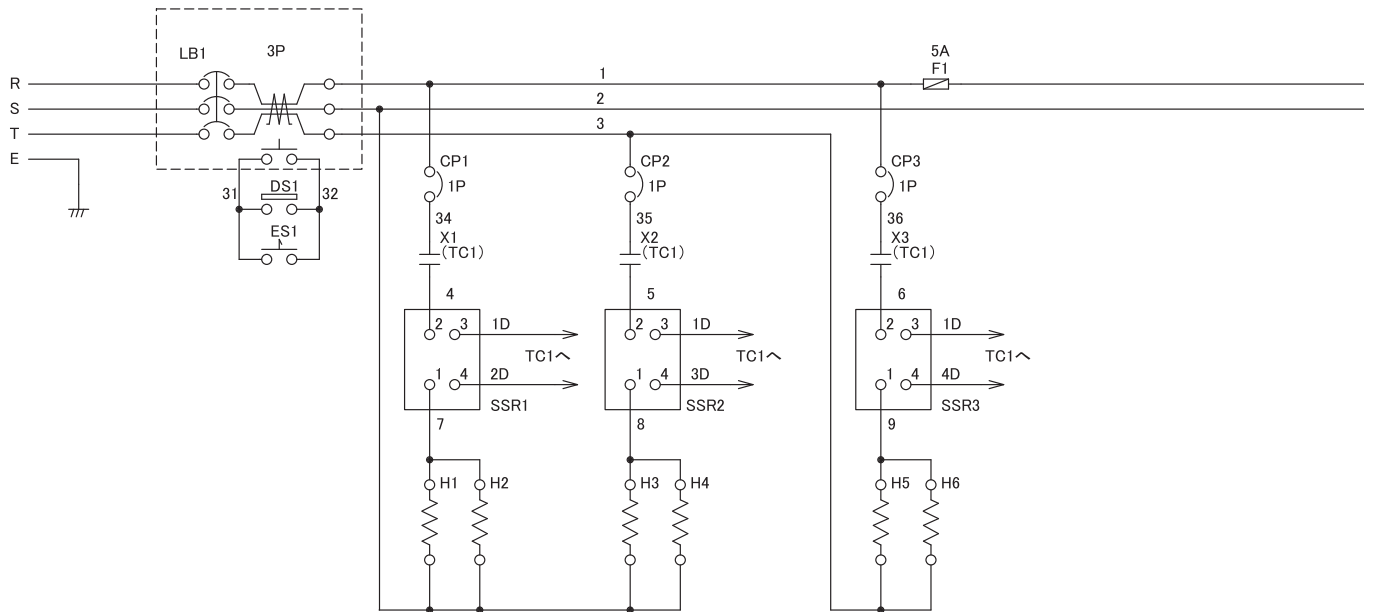 LB1 3P
5A
F1
R
1
S
2
T
3
E
CP1 CP2 CP3
1P 1P 1P
31 DS1 32
34 35 36
ES1
X1 X2 X3
(TC1) (TC1) (TC1)
4 5 6
2 3 1D 2 3 1D 2 3 1D
TC1へ TC1へ TC1へ
1 4 2D 1 4 3D 1 4 4D
SSR1 SSR2 SSR3
7 8 9
H1 H2 H3 H4 H5 H6